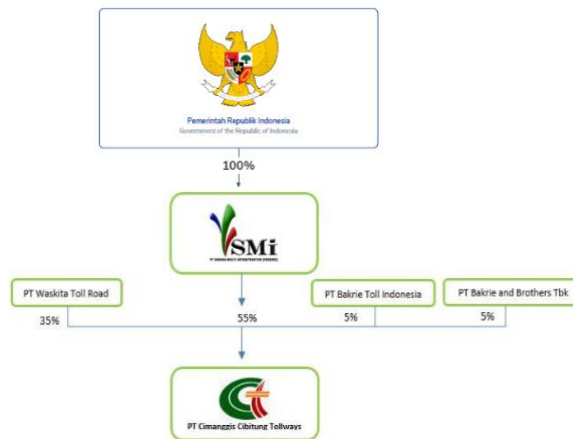 Pemerintah Republik Indonesia
Government of the Republic of Indonesia
100%
SMi
PT Waskita Toll Road
PT Bakrie Toll Indonesia
PT Bakrie and Brothers Tbk
35%
55%
5%
5%
PT Cimanggis Cibitung Tollways